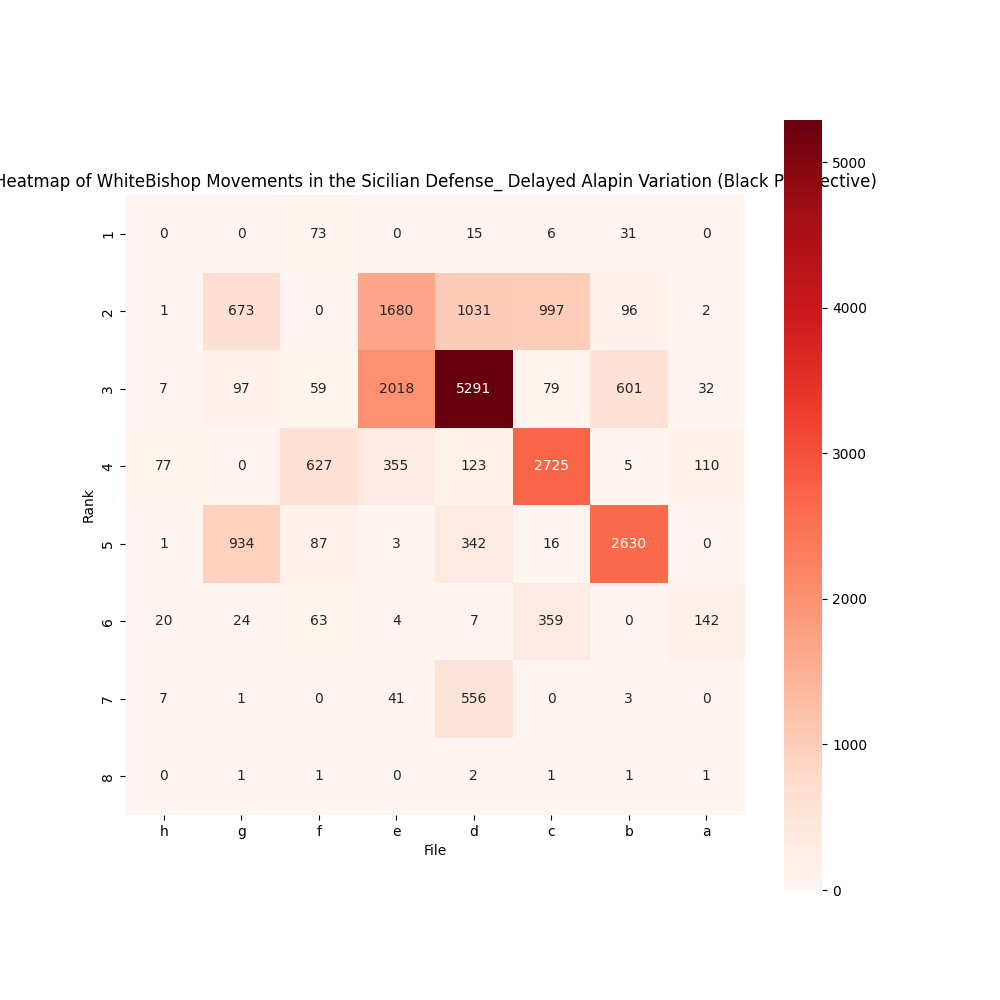 Heatmap of WhiteBishop Movements in the Sicilian Defense_ Delayed Alapin Variation (Black P   ective)
5000
1 0 0 73 0 15 6 31 0
4000
2 1 673 0 1680 1031 997 96 2
3 7 97 59 2018 5291 79 601 32
3000
4 77 0 627 355 123 2725 5 110
Rank
5 1 934 87 3 342 16 2630 0
2000
6 20 24 63 4 7 359 0 142
7 7 1 0 41 556 0 3 0
1000
8 0 1 1 0 2 1 1 1
h g f e d c b a
File
0